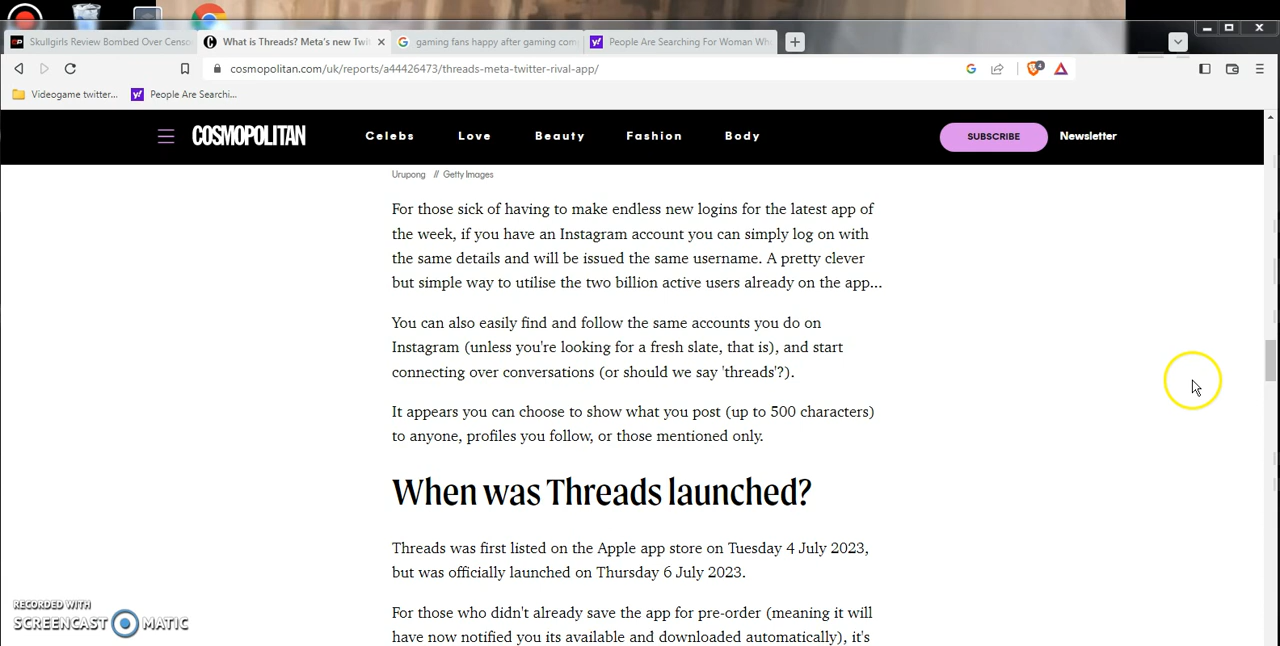 Skullgirls Review Bombed Over Censo
What is Threads? Meta's new Twit
gaming fans happy after gaming com
People Are Searching For Woman Wh
cosmopolitan.com/uk/reports/a44426473/threads-meta-twitter-rival-app/
4
Videogame twitter...
People Are Searchi...
COSMOPOLITAN
Celebs
Love
Beauty
Fashion
Body
SUBSCRIBE
Newsletter
Urupong // Getty Images
For those sick of having to make endless new logins for the latest app of
the week, if you have an Instagram account you can simply log on with
the same details and will be issued the same username. A pretty clever
but simple way to utilise the two billion active users already on the app...
You can also easily find and follow the same accounts you do on
Instagram (unless you're looking for a fresh slate, that is), and start
connecting over conversations (or should we say 'threads'?).
It appears you can choose to show what you post (up to 500 characters)
to anyone, profiles you follow, or those mentioned only.
When was Threads launched?
Threads was first listed on the Apple app store on Tuesday 4 July 2023,
but was officially launched on Thursday 6 July 2023.
For those who didn't already save the app for pre-order (meaning it will
have now notified you its available and downloaded automatically), it's
RECORDED WITH
SCREENCAST MATIC